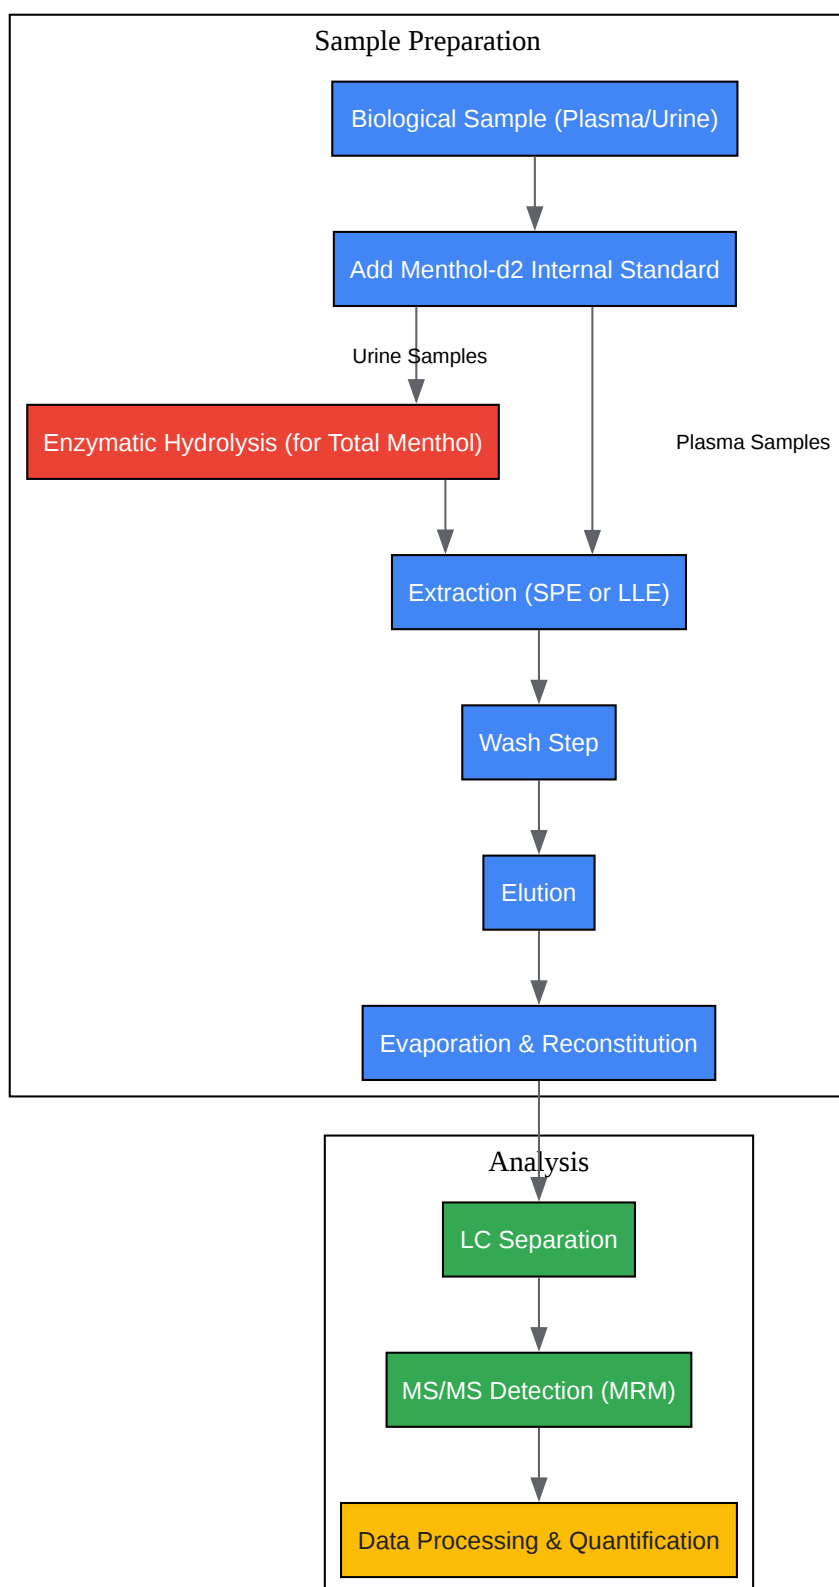 Sample Preparation
Biological Sample (Plasma/Urine)
Add Menthol-d2 Internal Standard
Urine Samples
Enzymatic Hydrolysis (for Total Menthol)
Plasma Samples
Extraction (SPE or LLE)
Wash Step
Elution
Evaporation & Reconstitution
Analysis
LC Separation
MS/MS Detection (MRM)
Data Processing & Quantification